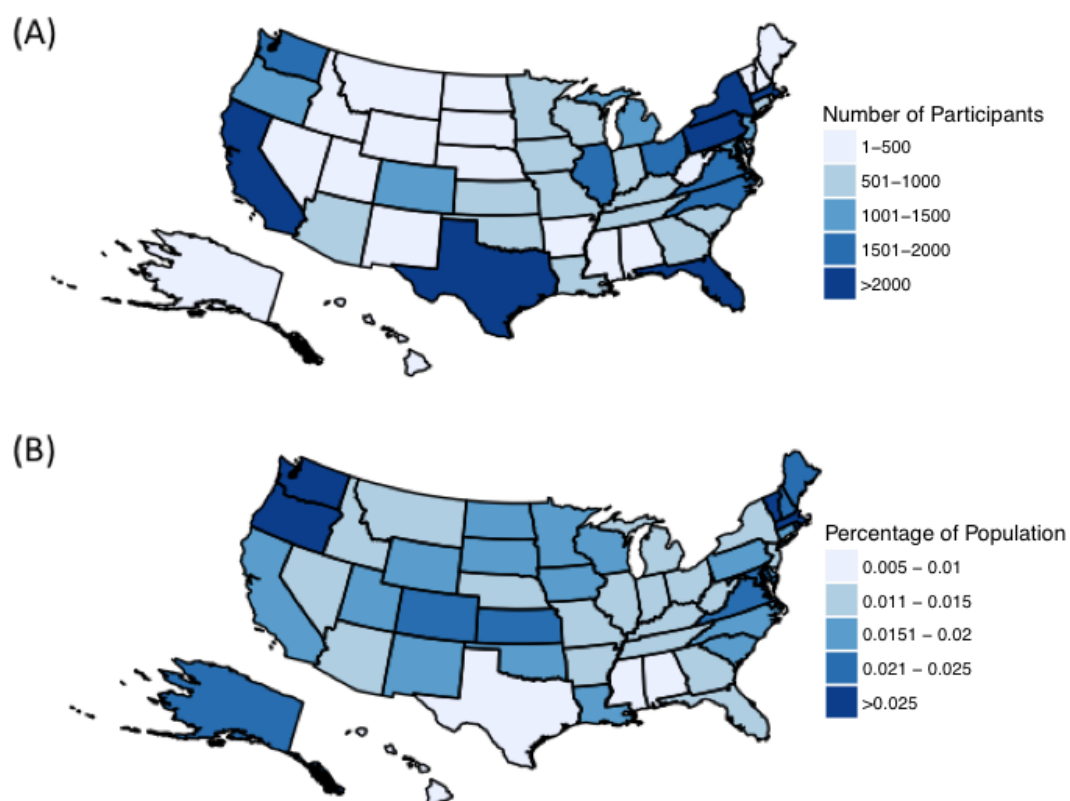 (A)
Number of Participants
1–500
501–1000
1001–1500
1501–2000
>2000
(B)
Percentage of Population
0.005 – 0.01
0.011 – 0.015
0.0151 – 0.02
0.021 – 0.025
>0.025